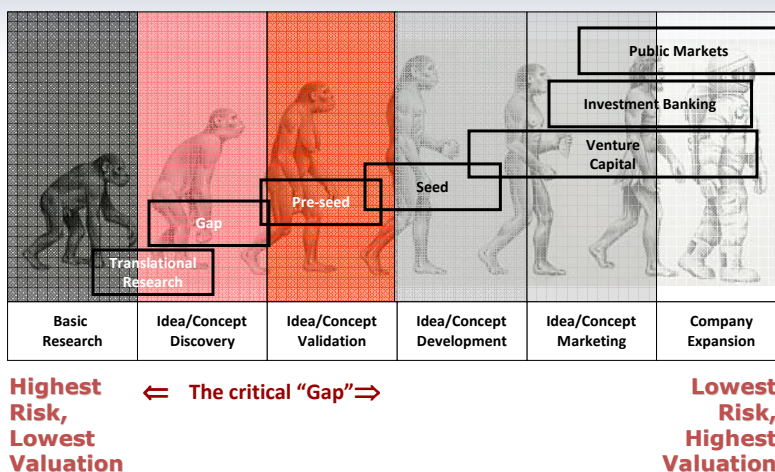 Public Markets
Investment Banking
Venture
Capital
Seed
Pre-seed
Gap
Translational
Research
Basic
Research
Idea/Concept
Discovery
Idea/Concept
Validation
Idea/Concept
Development
Idea/Concept
Marketing
Company
Expansion
Highest
Risk,
Lowest
Valuation
⇐ The critical “Gap”⇒
Lowest
Risk,
Highest
Valuation